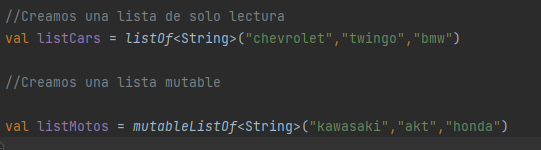 //Creamos una lista de solo lectura
val listCars = listOf<String>("chevrolet","twingo","bmw")
//Creamos una lista mutable
val listMotos = mutableListOf<String>("kawasaki","akt","honda")